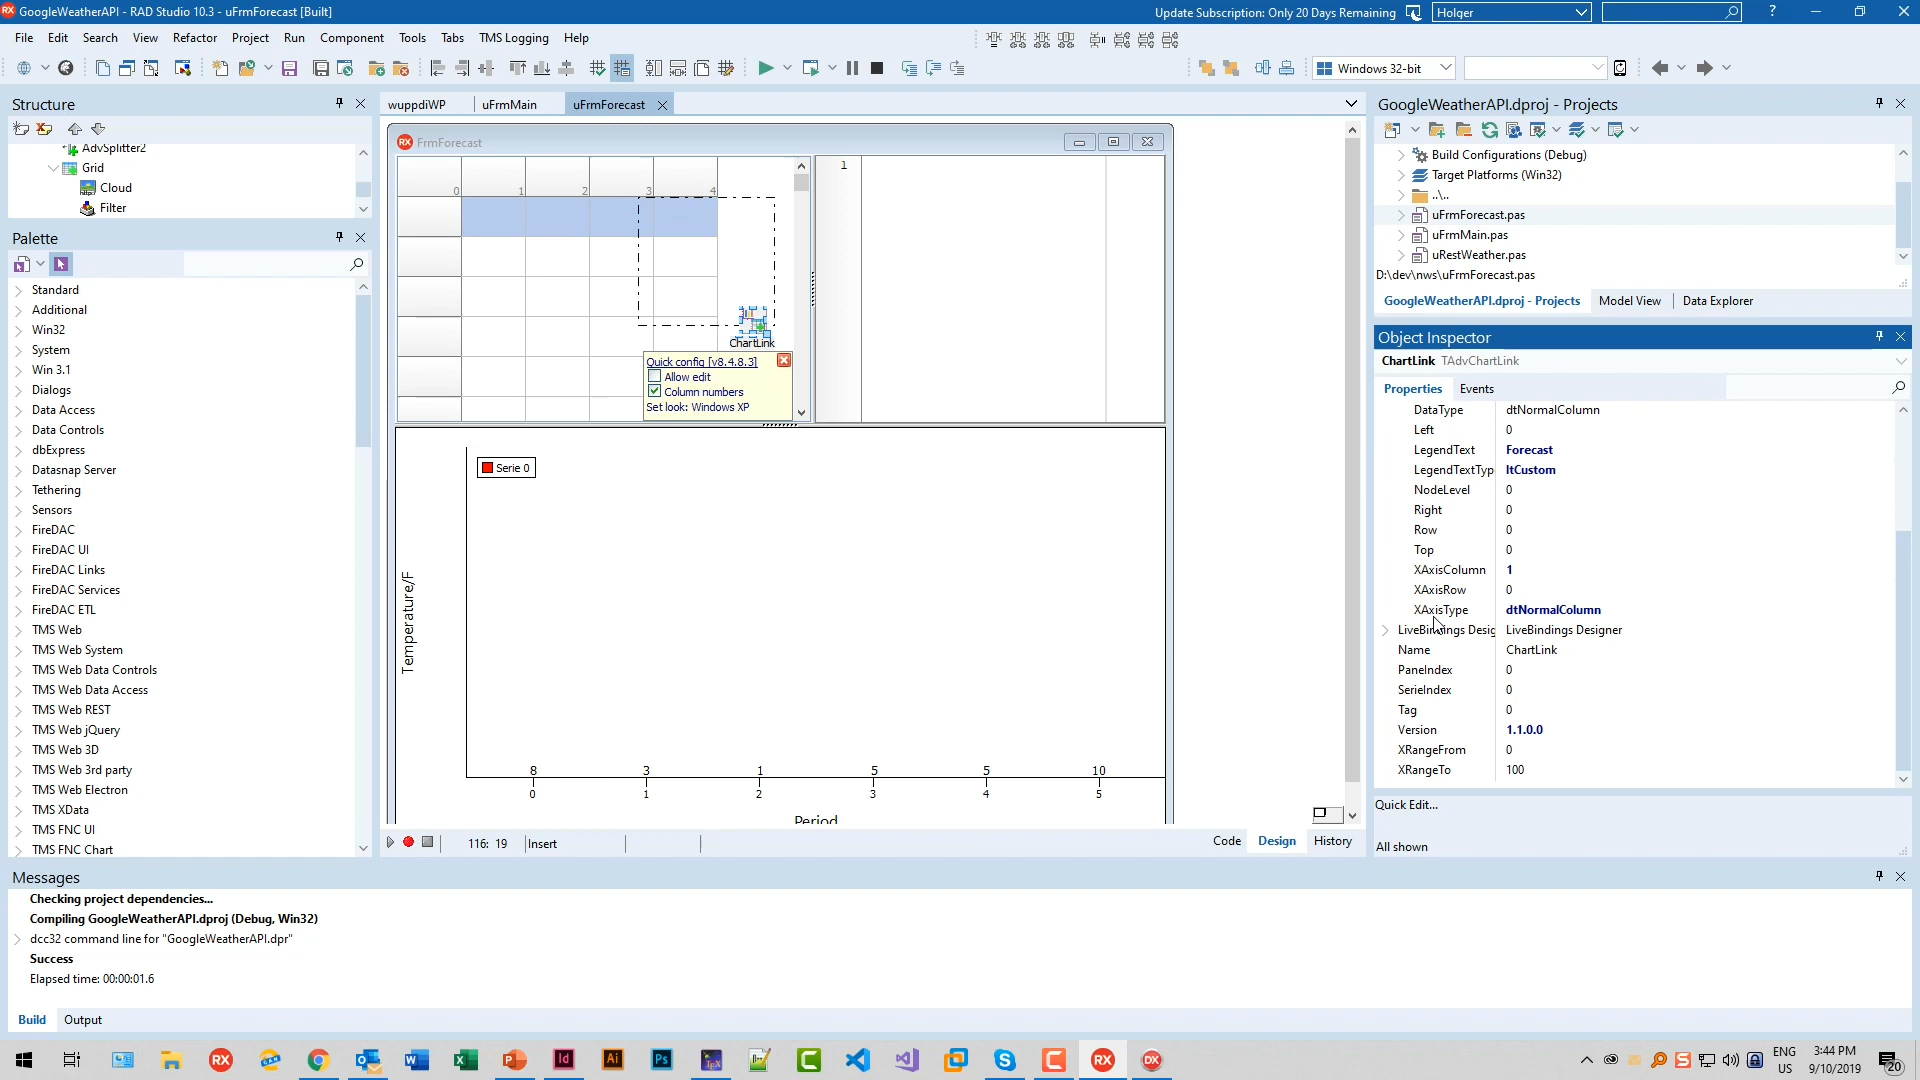 GoogleWeatherAPI - RAD Studio 10.3 - uFrmForecast [Built]
Update Subscription: Only 20 Days Remaining
Holger
?
File Edit Search View Refactor Project Run Component Tools Tabs TMS Logging Help
Windows 32-bit
Structure
AdvSplitter2
Grid
Cloud
Filter
Palette
Standard
Additional
Win32
System
Win 3.1
Dialogs
Data Access
Data Controls
dbExpress
Datasnap Server
Tethering
Sensors
FireDAC
FireDAC UI
FireDAC Links
FireDAC Services
FireDAC ETL
TMS Web
TMS Web System
TMS Web Data Controls
TMS Web Data Access
TMS Web REST
TMS Web jQuery
TMS Web 3D
TMS Web 3rd party
TMS Web Electron
TMS XData
TMS FNC UI
TMS FNC Chart
wuppdiWP uFrmMain uFrmForecast
RX FrmForecast
0 1 2 3 4
1
ChartLink
Quick config [v8.4.8.3]
Allow edit
Column numbers
Set look: Windows XP
Serie 0
Temperature/F
8 3 1 5 5 10
0 1 2 3 4 5
Period
116: 19 Insert
Code Design History
GoogleWeatherAPI.dproj - Projects
Build Configurations (Debug)
Target Platforms (Win32)
..\..
uFrmForecast.pas
uFrmMain.pas
uRestWeather.pas
D:\dev\nws\uFrmForecast.pas
GoogleWeatherAPI.dproj - Projects Model View Data Explorer
Object Inspector
ChartLink TAdvChartLink
Properties Events
DataType dtNormalColumn
Left 0
LegendText Forecast
LegendTextTyp ltCustom
NodeLevel 0
Right 0
Row 0
Top 0
XAxisColumn 1
XAxisRow 0
XAxisType dtNormalColumn
LiveBindings Desig LiveBindings Designer
Name ChartLink
PaneIndex 0
SerieIndex 0
Tag 0
Version 1.1.0.0
XRangeFrom 0
XRangeTo 100
Quick Edit...
All shown
Messages
Checking project dependencies...
Compiling GoogleWeatherAPI.dproj (Debug, Win32)
dcc32 command line for "GoogleWeatherAPI.dpr"
Success
Elapsed time: 00:00:01.6
Build Output
ENG
US
3:44 PM
9/10/2019
20